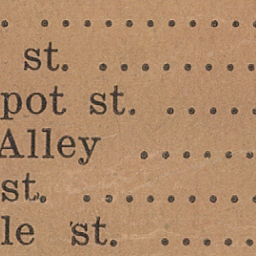 st. . . . . . . . .
pot st. . . . . .
Alley . . . . . .
st. . . . . . . . . .
le st. . . . . .